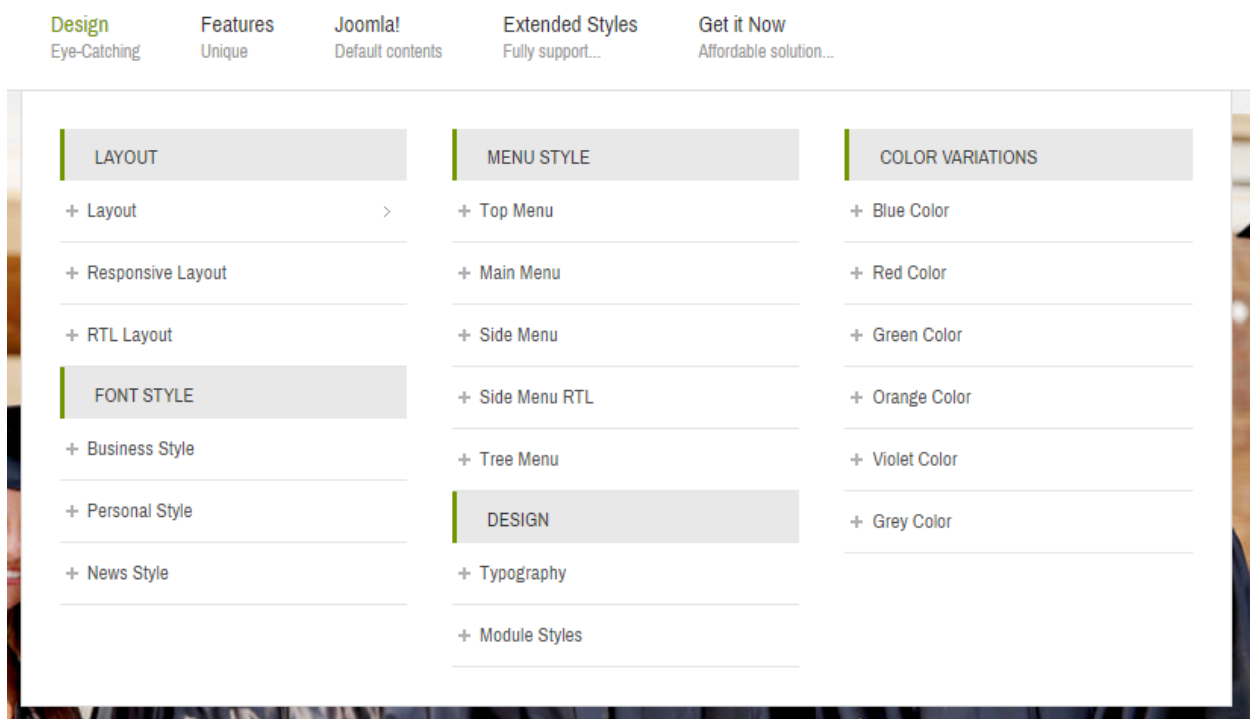 Design
Eye-Catching
Features
Unique
Joomla!
Default contents
Extended Styles
Fully support...
Get it Now
Affordable solution...
LAYOUT
Layout
Responsive Layout
RTL Layout
FONT STYLE
Business Style
Personal Style
News Style
MENU STYLE
Top Menu
Main Menu
Side Menu
Side Menu RTL
Tree Menu
DESIGN
Typography
Module Styles
COLOR VARIATIONS
Blue Color
Red Color
Green Color
Orange Color
Violet Color
Grey Color